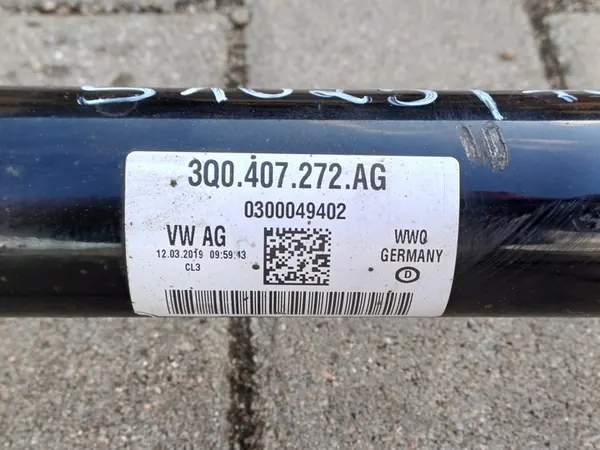 3Q0.407.272.AG
0300049402
VW AG
12.03.2019 09:59:43
CL3
WWQ
GERMANY
D